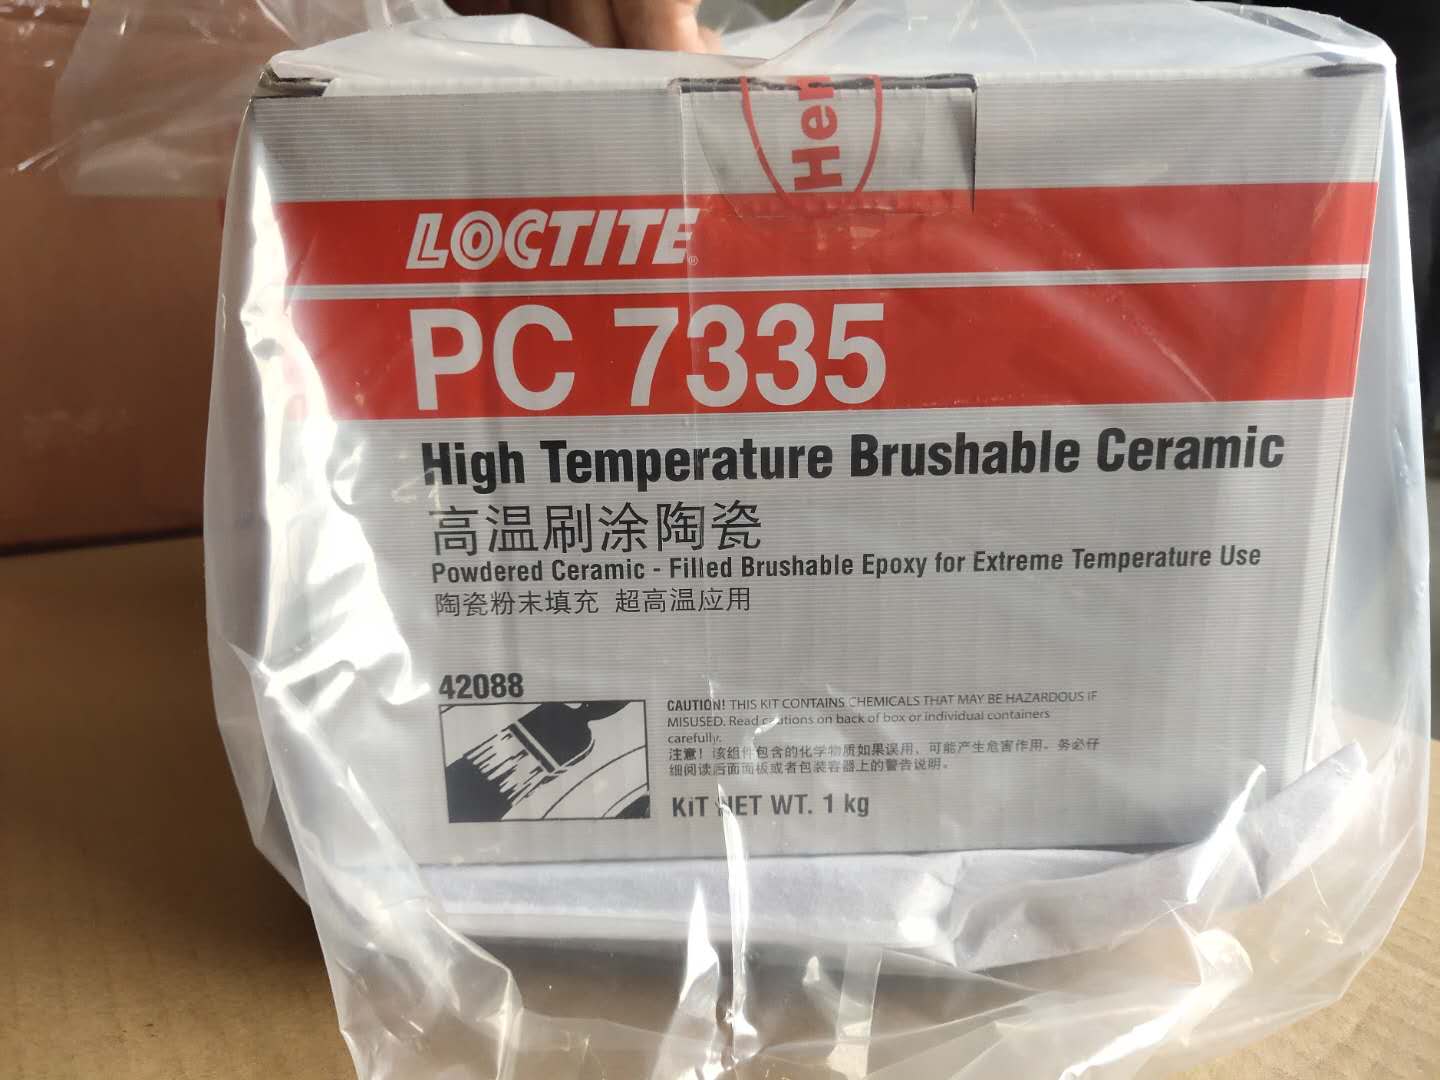 LOCTITE®
PC 7335
High Temperature Brushable Ceramic
高温刷涂陶瓷
Powdered Ceramic - Filled Brushable Epoxy for Extreme Temperature Use
陶瓷粉末填充 超高温应用
42088
CAUTION! THIS KIT CONTAINS CHEMICALS THAT MAY BE HAZARDOUS IF
MISUSED. Read cautions on back of box or individual containers
carefully.
注意！该组件包含的化学物质如果误用，可能产生危害作用。务必仔
细阅读后面面板或者包装容器上的警告说明。
KIT NET WT. 1 kg